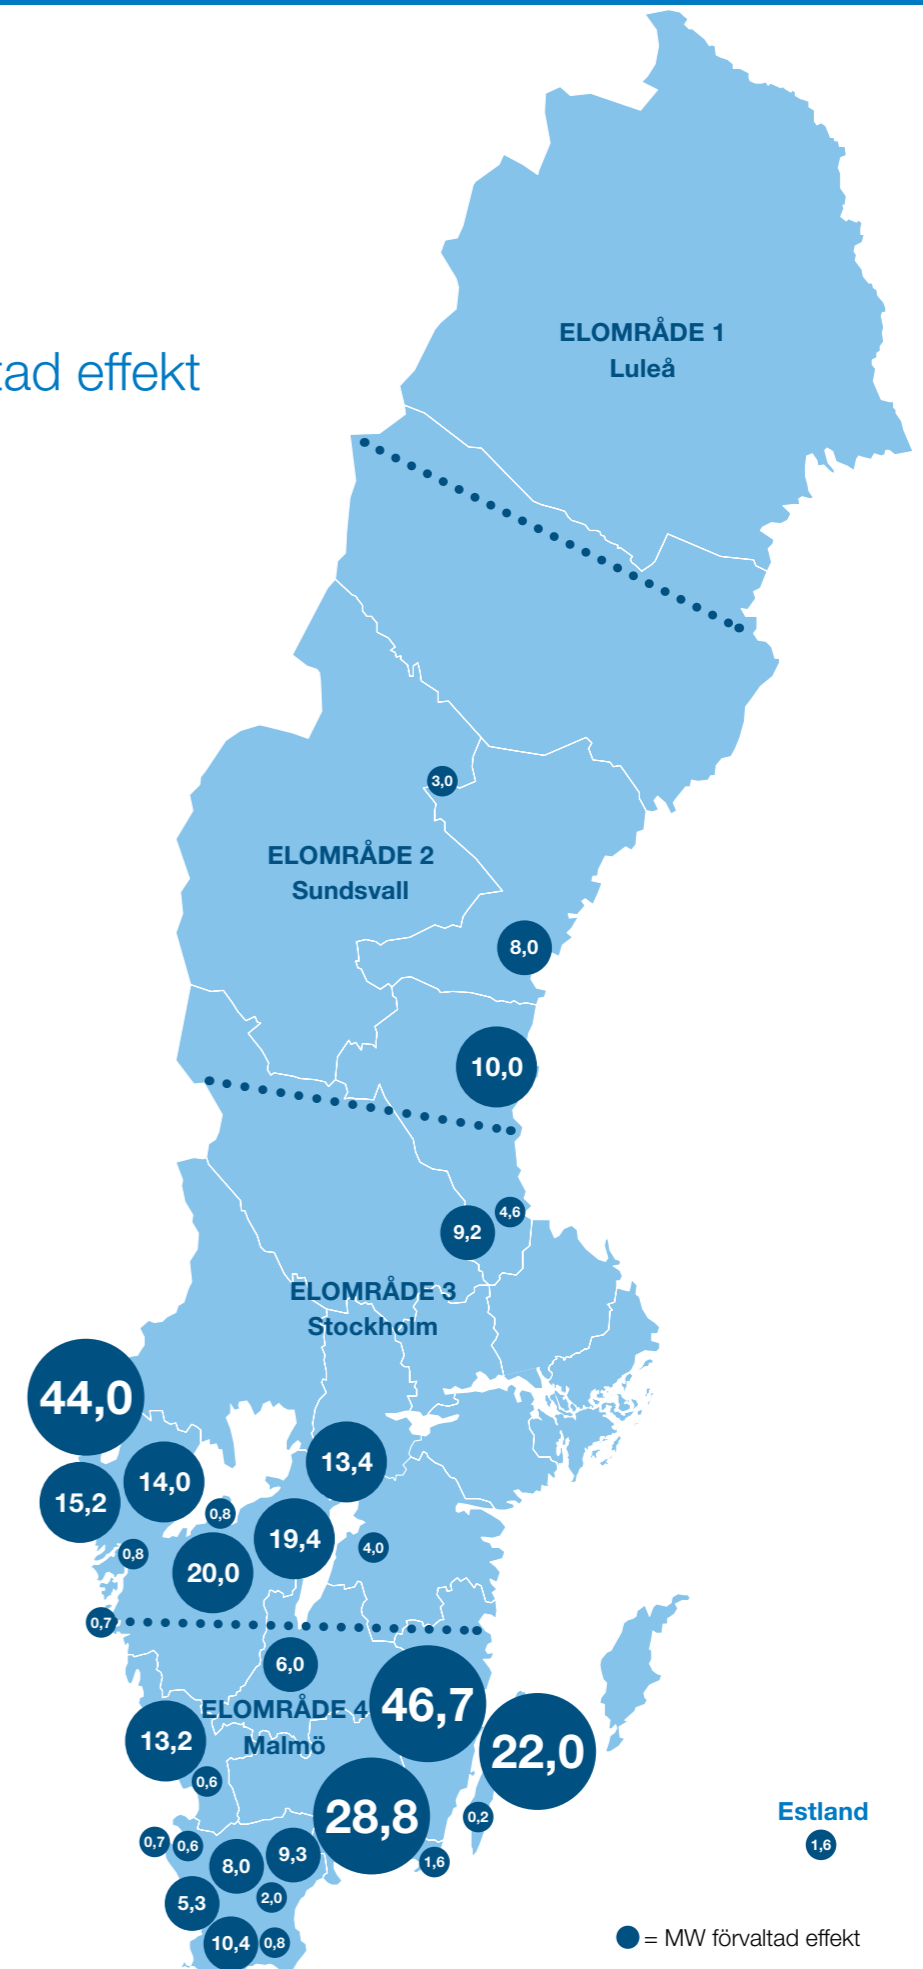 ELOMRÅDE 1
Luleå
effekt
3,0
ELOMRÅDE 2
Sundsvall
8,0
10,0
4,6
9,2
ELOMRÅDE 3
Stockholm
44,0
13,4
14,0
15,2
0,8
19,4
4,0
0,8
20,0
0,7
6,0
46,7
ELOMRÅDE 4
13,2
Malmö
22,0
0,6
28,8
0,2
Estland
0,7
0,6
1,6
9,3
1,6
8,0
2,0
5,3
10,4
0,8
= MW förvaltad effekt